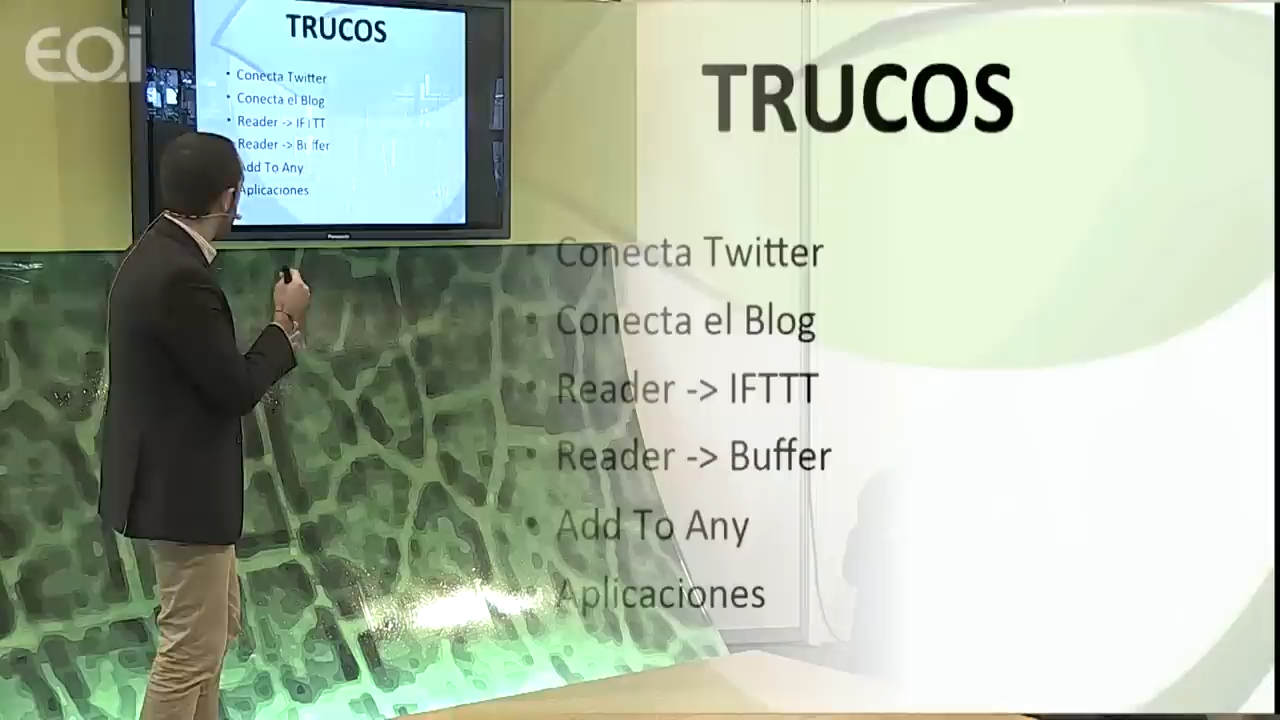 EOi
TRUCOS
Conecta Twitter
Conecta el Blog
Reader -> IFTTT
Reader -> Buffer
Add To Any
Aplicaciones
Panasonic
TRUCOS
• Conecta Twitter
• Conecta el Blog
• Reader -> IFTTT
• Reader -> Buffer
• Add To Any
Aplicaciones